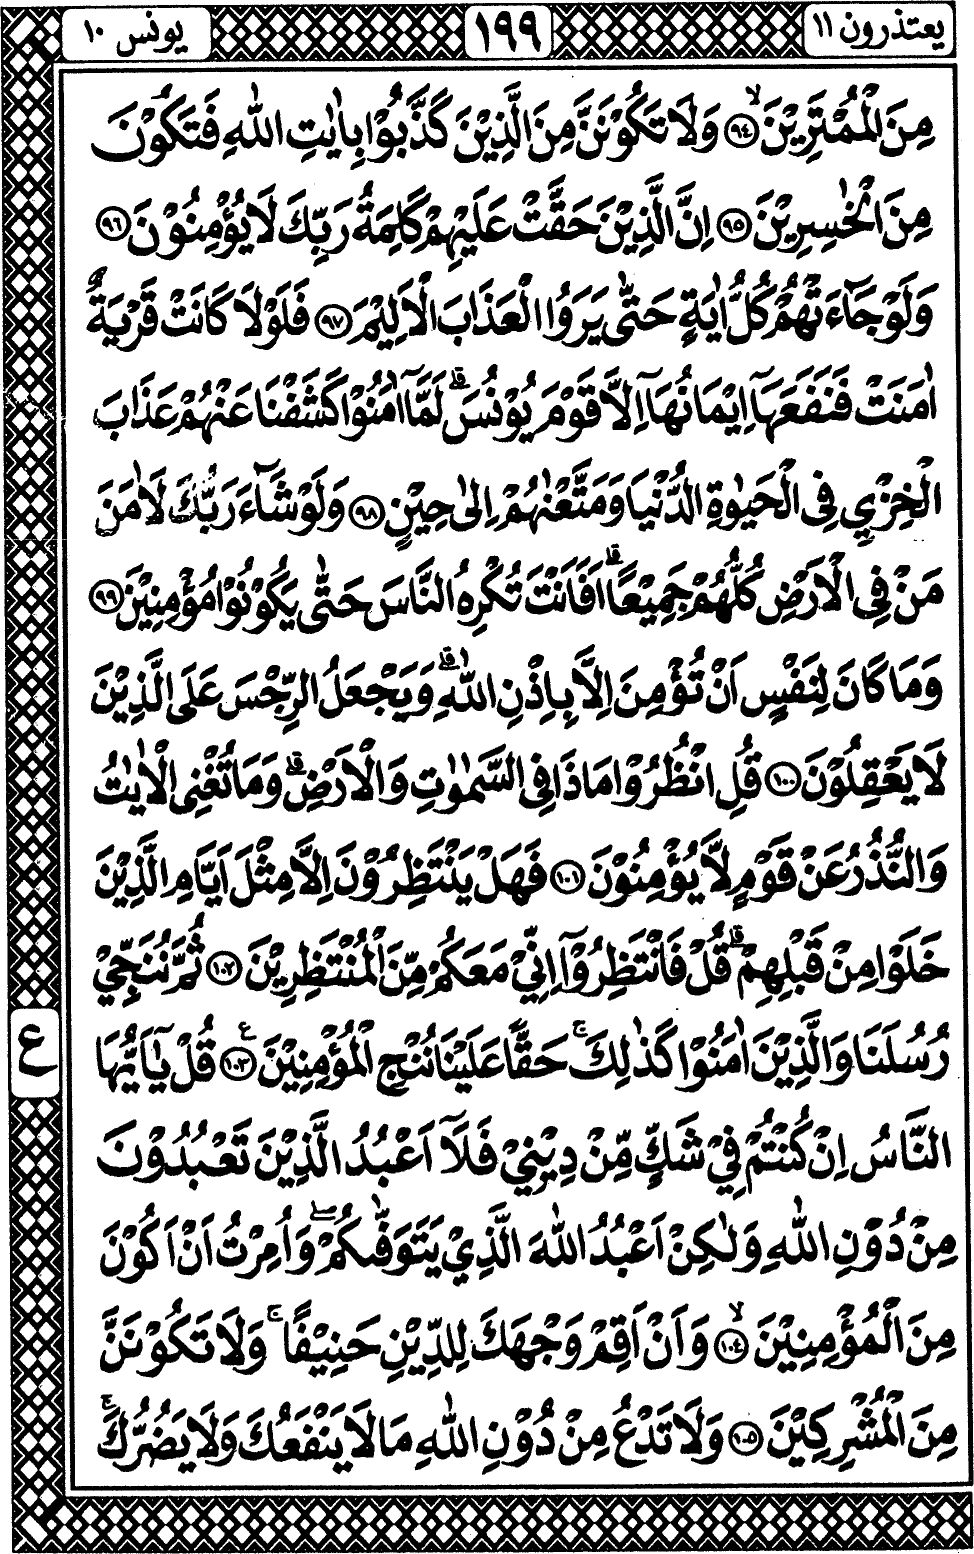 يعتذرون ١١ ١٩٩ يونس ١٠
مِنَ الْمُمْتَرِيْنَۙ ﴿٩٤﴾ وَلَا تَكُوْنَنَّ مِنَ الَّذِيْنَ كَذَّبُوْا بِاٰيٰتِ اللّٰهِ فَتَكُوْنَ
مِنَ الْخٰسِرِيْنَ ﴿٩٥﴾ اِنَّ الَّذِيْنَ حَقَّتْ عَلَيْهِمْ كَلِمَةُ رَبِّكَ لَا يُؤْمِنُوْنَ ﴿٩٦﴾
وَلَوْ جَآءَتْهُمْ كُلُّ اٰيَةٍ حَتّٰى يَرَوُا الْعَذَابَ الْاَلِيْمَ ﴿٩٧﴾ فَلَوْلَا كَانَتْ قَرْيَةٌ
اٰمَنَتْ فَنَفَعَهَاۤ اِيْمَانُهَاۤ اِلَّا قَوْمَ يُوْنُسَ ؕ لَمَّاۤ اٰمَنُوْا كَشَفْنَا عَنْهُمْ عَذَابَ
الْخِزْيِ فِى الْحَيٰوةِ الدُّنْيَا وَمَتَّعْنٰهُمْ اِلٰى حِيْنٍ ﴿٩٨﴾ وَلَوْ شَآءَ رَبُّكَ لَاٰمَنَ
مَنْ فِى الْاَرْضِ كُلُّهُمْ جَمِيْعًا ؕ اَفَاَنْتَ تُكْرِهُ النَّاسَ حَتّٰى يَكُوْنُوْا مُؤْمِنِيْنَ ﴿٩٩﴾
وَمَا كَانَ لِنَفْسٍ اَنْ تُؤْمِنَ اِلَّا بِاِذْنِ اللّٰهِ ؕ وَيَجْعَلُ الرِّجْسَ عَلَى الَّذِيْنَ
لَا يَعْقِلُوْنَ ﴿١٠٠﴾ قُلِ انْظُرُوْا مَاذَا فِى السَّمٰوٰتِ وَالْاَرْضِ ؕ وَمَا تُغْنِى الْاٰيٰتُ
وَالنُّذُرُ عَنْ قَوْمٍ لَّا يُؤْمِنُوْنَ ﴿١٠١﴾ فَهَلْ يَنْتَظِرُوْنَ اِلَّا مِثْلَ اَيَّامِ الَّذِيْنَ
خَلَوْا مِنْ قَبْلِهِمْ ؕ قُلْ فَانْتَظِرُوْۤا اِنِّيْ مَعَكُمْ مِّنَ الْمُنْتَظِرِيْنَ ﴿١٠٢﴾ ثُمَّ نُنَجِّيْ
رُسُلَنَا وَالَّذِيْنَ اٰمَنُوْا كَذٰلِكَ ۚ حَقًّا عَلَيْنَا نُنْجِ الْمُؤْمِنِيْنَ ﴿١٠٣﴾ ع قُلْ يٰۤاَيُّهَا
ع
النَّاسُ اِنْ كُنْتُمْ فِيْ شَكٍّ مِّنْ دِيْنِيْ فَلَاۤ اَعْبُدُ الَّذِيْنَ تَعْبُدُوْنَ
مِنْ دُوْنِ اللّٰهِ وَلٰكِنْ اَعْبُدُ اللّٰهَ الَّذِيْ يَتَوَفّٰىكُمْ ۖ وَاُمِرْتُ اَنْ اَكُوْنَ
مِنَ الْمُؤْمِنِيْنَۙ ﴿١٠٤﴾ وَاَنْ اَقِمْ وَجْهَكَ لِلدِّيْنِ حَنِيْفًا ۚ وَلَا تَكُوْنَنَّ
مِنَ الْمُشْرِكِيْنَ ﴿١٠٥﴾ وَلَا تَدْعُ مِنْ دُوْنِ اللّٰهِ مَا لَا يَنْفَعُكَ وَلَا يَضُرُّكَ ۚ